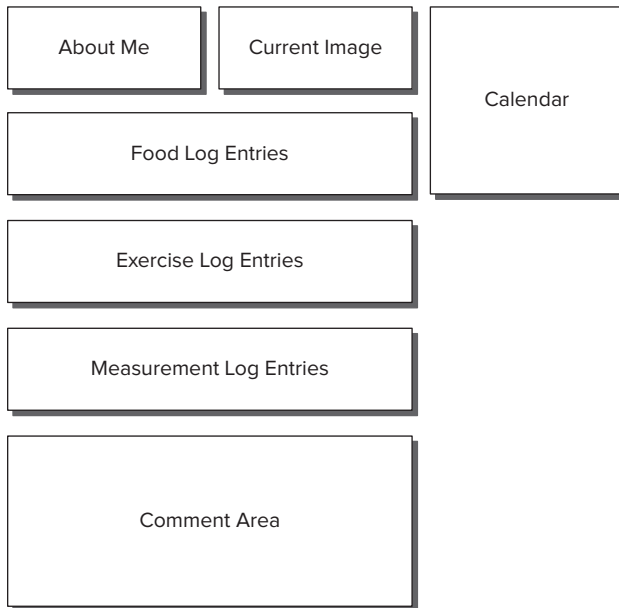 About Me
Current Image
Calendar
Food Log Entries
Exercise Log Entries
Measurement Log Entries
Comment Area